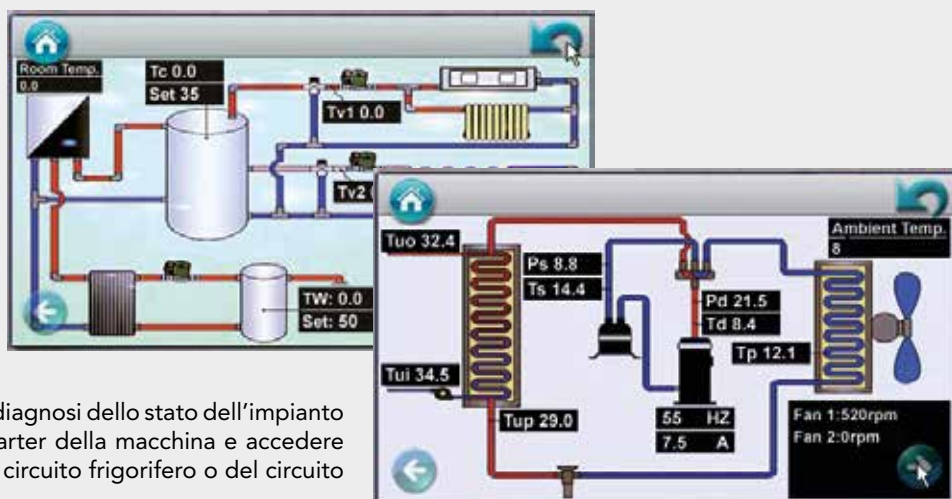 Room Temp.
0.0
Tc 0.0
Set 35
Tv1 0.0
Tv2
TW: 0.0
Set: 50
Tuo 32.4
Ps 8.8
Ts 14.4
Ambient Temp.
8
Pd 21.5
Td 8.4
Tp 12.1
Tui 34.5
Tup 29.0
55 HZ
7.5 A
Fan 1:520rpm
Fan 2:0rpm
diagnosi dello stato dell'impianto
arter della macchina e accedere
circuito frigorifero o del circuito